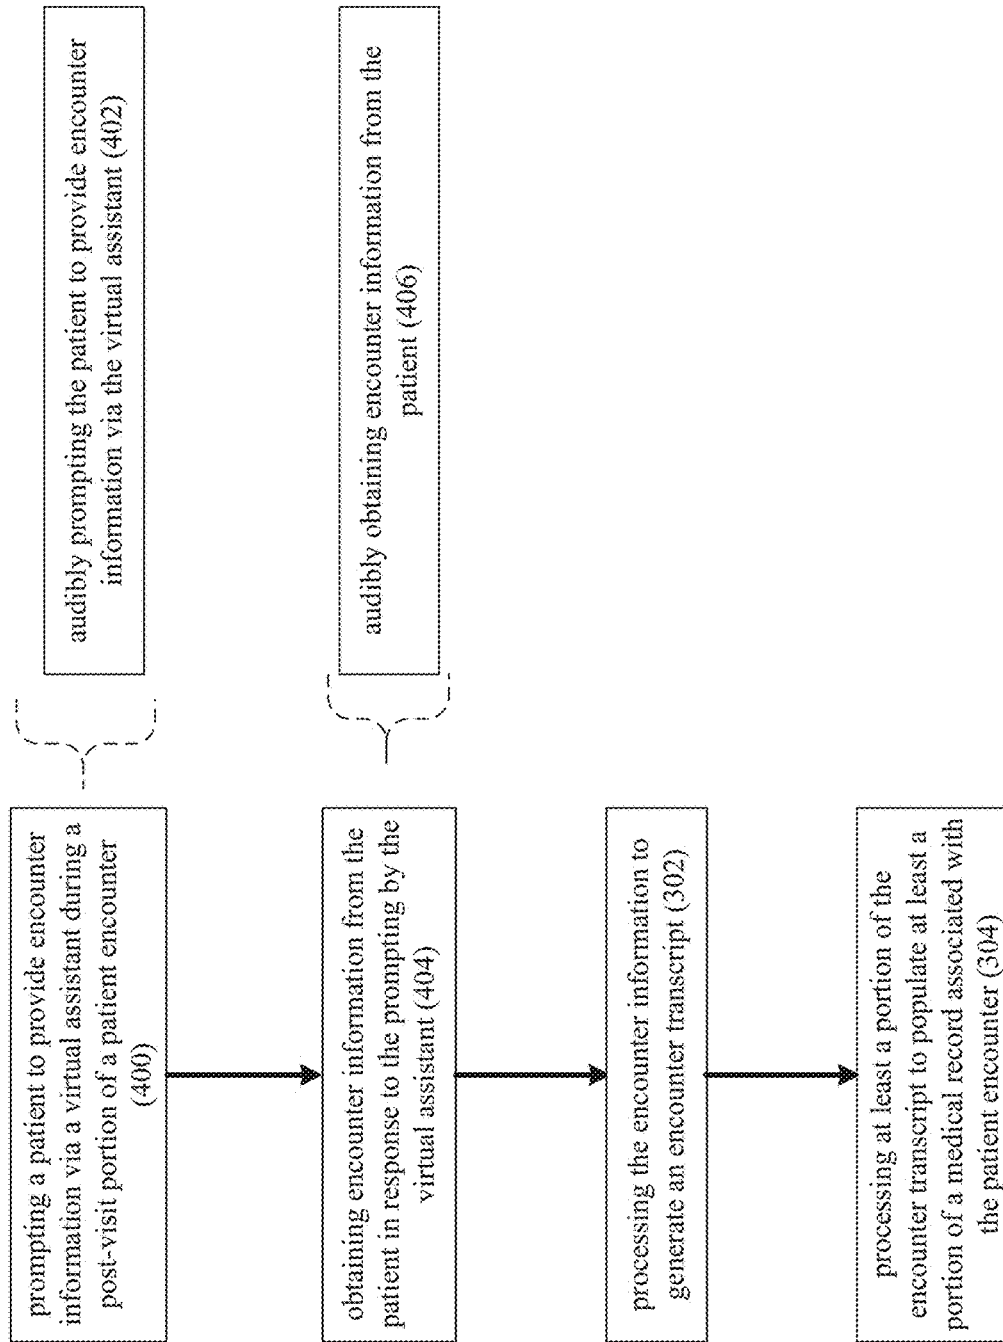 prompting a patient to provide encounter
information via a virtual assistant during a
post-visit portion of a patient encounter
(400)
audibly prompting the patient to provide encounter
information via the virtual assistant (402)
obtaining encounter information from the
patient in response to the prompting by the
virtual assistant (404)
audibly obtaining encounter information from the
patient (406)
processing the encounter information to
generate an encounter transcript (302)
processing at least a portion of the
encounter transcript to populate at least a
portion of a medical record associated with
the patient encounter (304)